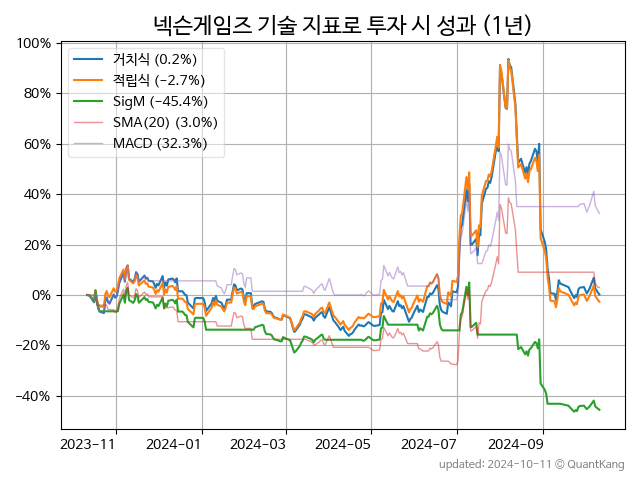 넥슨게임즈 기술 지표로 투자 시 성과 (1년)
100%
80%
60%
40%
20%
0%
−20%
−40%
거치식 (0.2%)
적립식 (−2.7%)
SigM (−45.4%)
SMA(20) (3.0%)
MACD (32.3%)
2023-11
2024-01
2024-03
2024-05
2024-07
2024-09
updated: 2024-10-11 © QuantKang